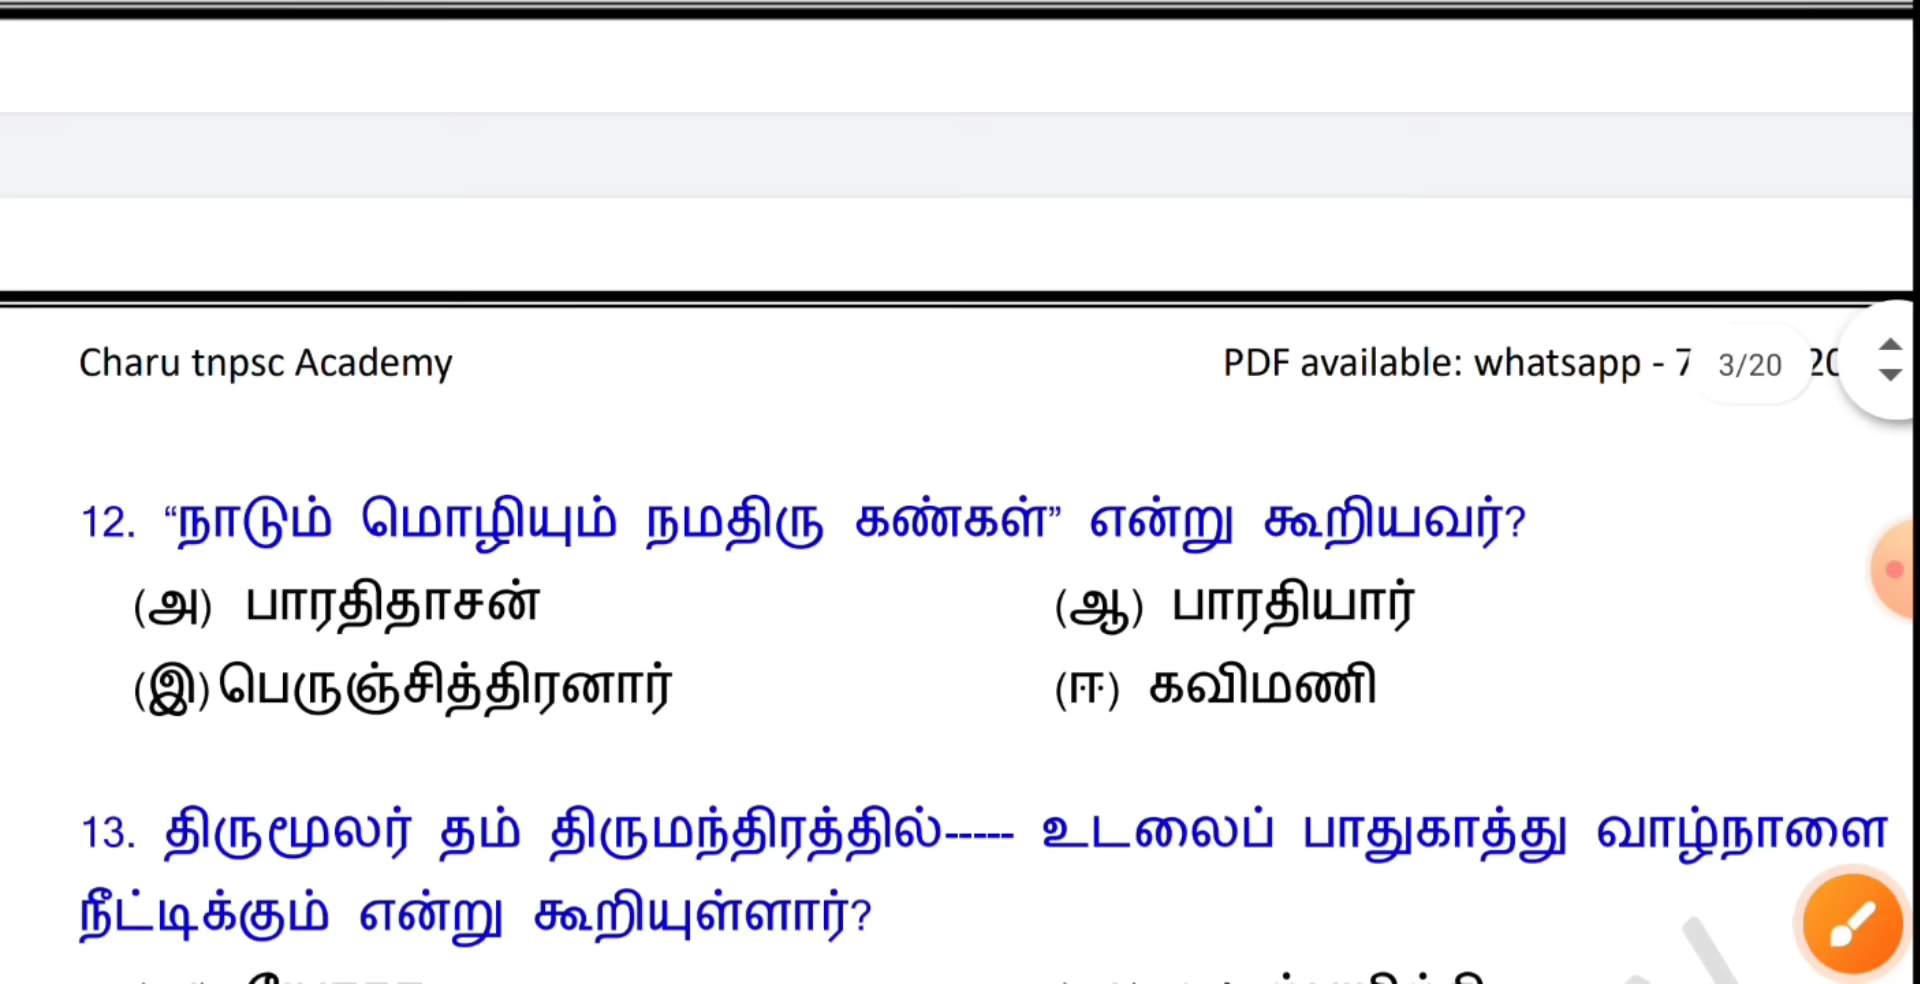 Charu tnpsc Academy PDF available: whatsapp - 7 3/20 20
12. “நாடும் மொழியும் நமதிரு கண்கள்” என்று கூறியவர்?
(அ) பாரதிதாசன் (ஆ) பாரதியார்
(இ) பெருஞ்சித்திரனார் (ஈ) கவிமணி
13. திருமூலர் தம் திருமந்திரத்தில்----- உடலைப் பாதுகாத்து வாழ்நாளை
நீட்டிக்கும் என்று கூறியுள்ளார்?